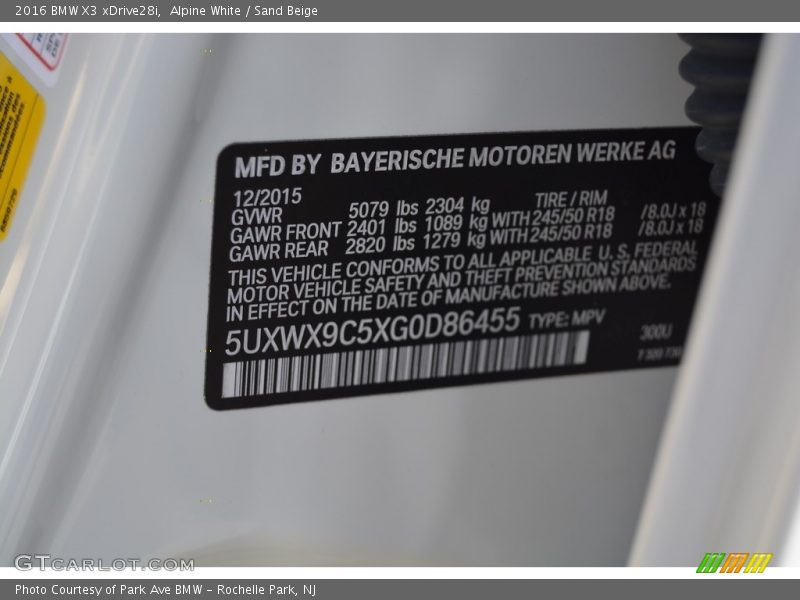 2016 BMW X3 xDrive28i, Alpine White / Sand Beige
MFD BY BAYERISCHE MOTOREN WERKE AG
12/2015
GVWR 5079 lbs 2304 kg TIRE / RIM
GAWR FRONT 2401 lbs 1089 kg WITH 245/50 R18 /8.0J x 18
GAWR REAR 2820 lbs 1279 kg WITH 245/50 R18 /8.0J x 18
THIS VEHICLE CONFORMS TO ALL APPLICABLE U. S. FEDERAL
MOTOR VEHICLE SAFETY AND THEFT PREVENTION STANDARDS
IN EFFECT ON THE DATE OF MANUFACTURE SHOWN ABOVE.
5UXWX9C5XG0D86455 TYPE: MPV
300U
GTCARLOT.COM
Photo Courtesy of Park Ave BMW - Rochelle Park, NJ